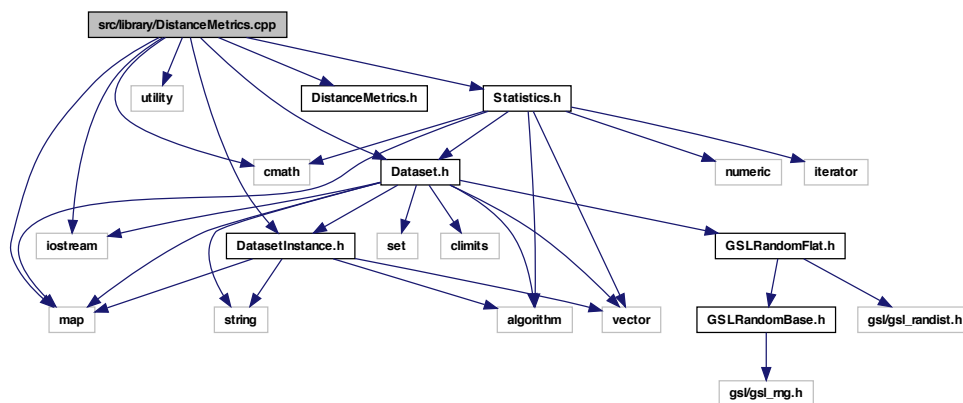 src/library/DistanceMetrics.cpp
utility
DistanceMetrics.h
Statistics.h
cmath
Dataset.h
numeric
iterator
iostream
DatasetInstance.h
set
climits
GSLRandomFlat.h
map
string
algorithm
vector
GSLRandomBase.h
gsl/gsl_randist.h
gsl/gsl_rng.h